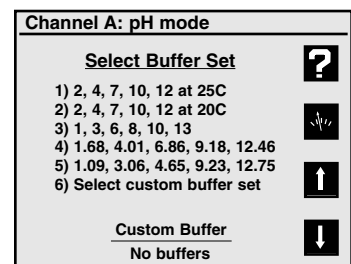 Channel A: pH mode
Select Buffer Set
1) 2, 4, 7, 10, 12 at 25C
2) 2, 4, 7, 10, 12 at 20C
3) 1, 3, 6, 8, 10, 13
4) 1.68, 4.01, 6.86, 9.18, 12.46
5) 1.09, 3.06, 4.65, 9.23, 12.75
6) Select custom buffer set
Custom Buffer
No buffers
?